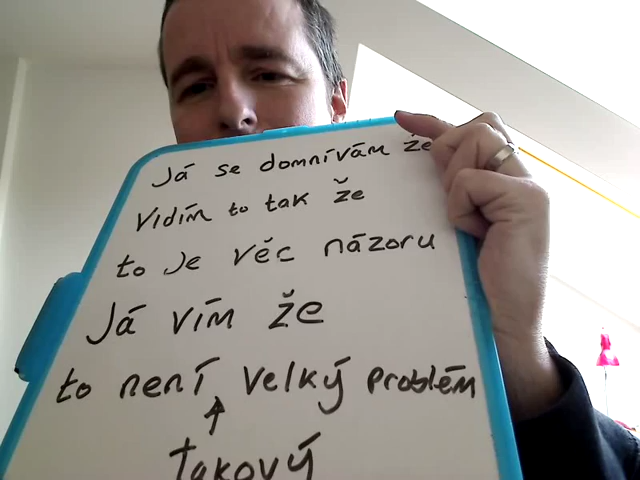 Já se domnívám že
Vidím to tak že
to je věc názoru
Já vím že
to není velký problém
takový